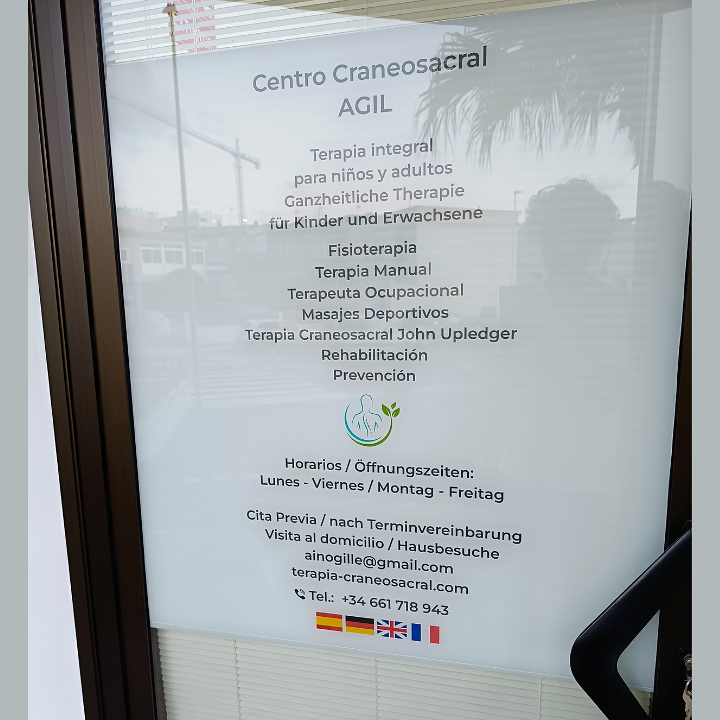 Centro Craneosacral
AGIL
Terapia integral
para niños y adultos
Ganzheitliche Therapie
für Kinder und Erwachsene
Fisioterapia
Terapia Manual
Terapeuta Ocupacional
Masajes Deportivos
Terapia Craneosacral John Upledger
Rehabilitación
Prevención
Horarios / Öffnungszeiten:
Lunes - Viernes / Montag - Freitag
Cita Previa / nach Terminvereinbarung
Visita al domicilio / Hausbesuche
ainogille@gmail.com
terapia-craneosacral.com
Tel.: +34 661 718 943